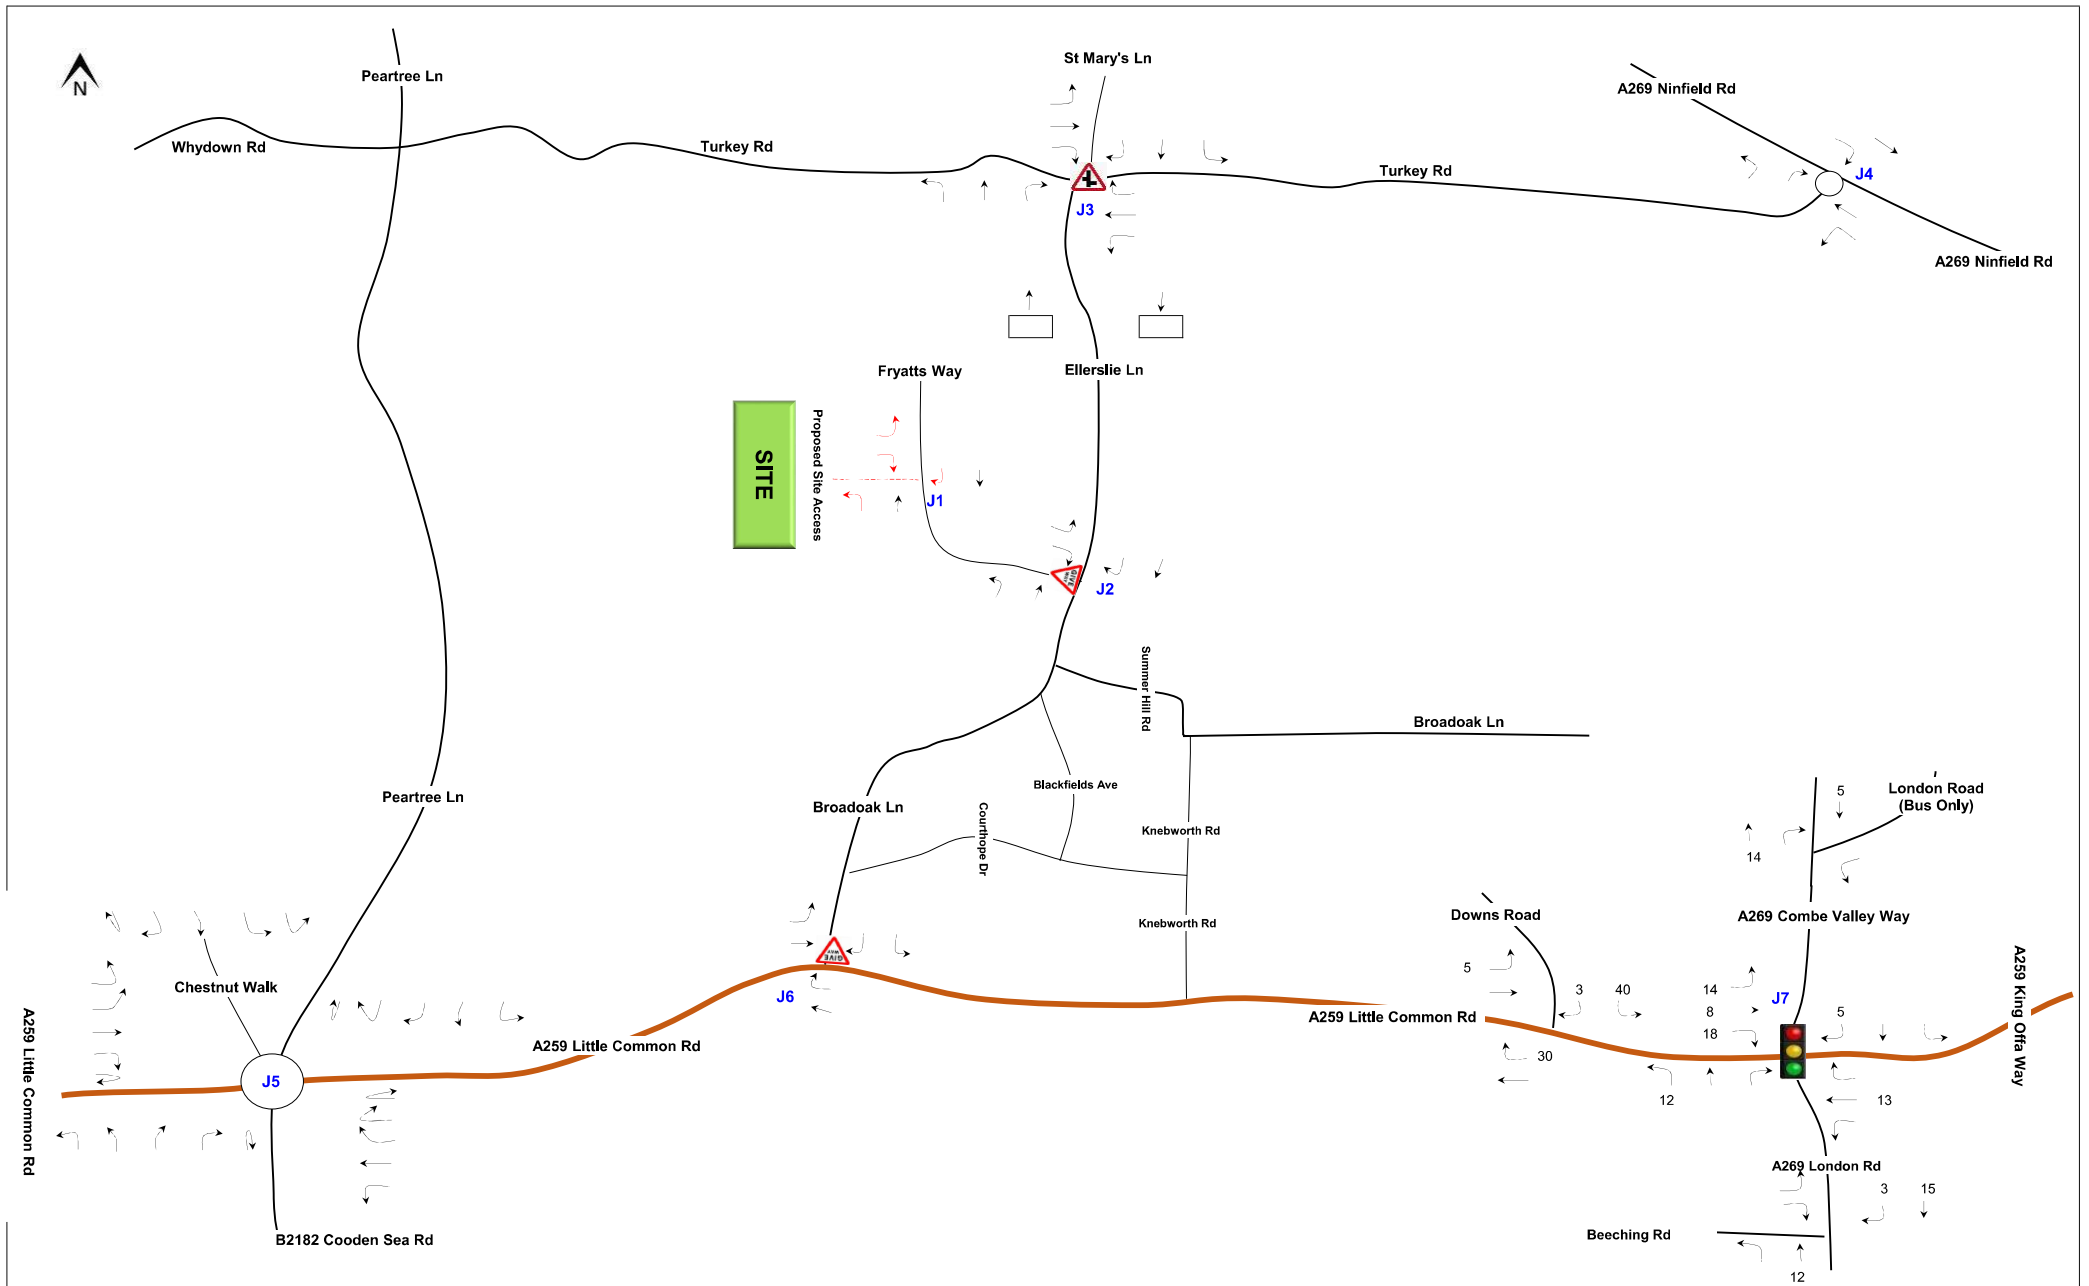 St Mary's Ln
Peartree Ln
N
A269 Ninfield Rd
Whydown Rd
Turkey Rd
Turkey Rd
J4
J3
A269 Ninfield Rd
Fryatts Way
Ellerslie Ln
SITE
Proposed Site Access
J1
GIVE
WAY
J2
Summer Hill Rd
Broadoak Ln
Blackfields Ave
Peartree Ln
Broadoak Ln
Courthope Dr
Knebworth Rd
5
London Road
(Bus Only)
14
Downs Road
A269 Combe Valley Way
Knebworth Rd
GIVE
WAY
5
Chestnut Walk
J6
3
40
14
J7
8
5
18
A259 King Offa Way
A259 Little Common Rd
A259 Little Common Rd
A259 Little Common Rd
30
J5
12
13
A269 London Rd
3
15
B2182 Cooden Sea Rd
Beeching Rd
12